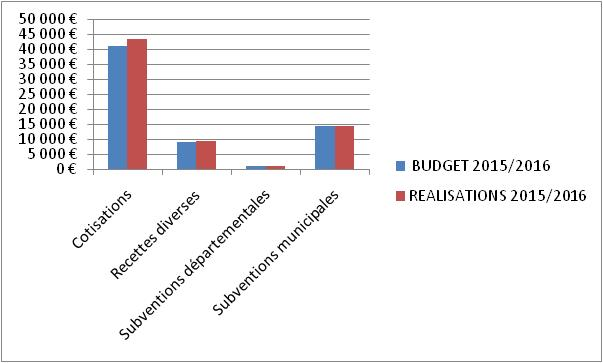 50 000 €
45 000 €
40 000 €
35 000 €
30 000 €
25 000 €
20 000 €
15 000 €
10 000 €
5 000 €
0 €
Cotisations
Recettes diverses
Subventions départementales
Subventions municipales
BUDGET 2015/2016
REALISATIONS 2015/2016